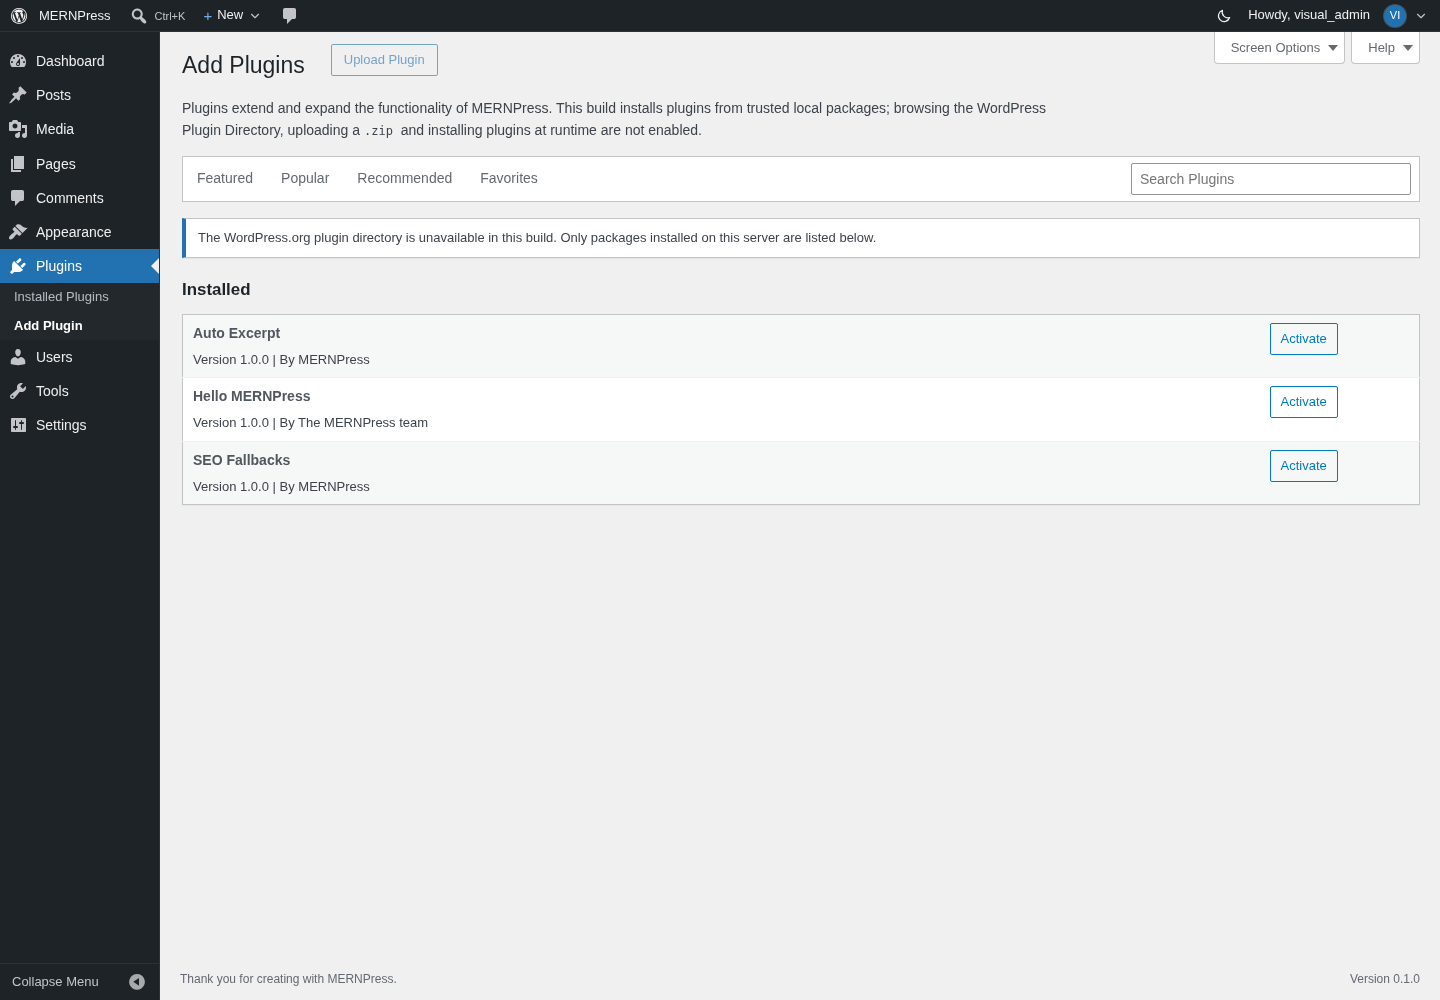 MERNPress Ctrl+K + New Howdy, visual_admin VI
Dashboard
Posts
Media
Pages
Comments
Appearance
Plugins
Installed Plugins
Add Plugin
Users
Tools
Settings
Collapse Menu
Screen Options Help
Add Plugins Upload Plugin
Plugins extend and expand the functionality of MERNPress. This build installs plugins from trusted local packages; browsing the WordPress
Plugin Directory, uploading a .zip and installing plugins at runtime are not enabled.
Featured Popular Recommended Favorites Search Plugins
The WordPress.org plugin directory is unavailable in this build. Only packages installed on this server are listed below.
Installed
Auto Excerpt Activate
Version 1.0.0 | By MERNPress
Hello MERNPress Activate
Version 1.0.0 | By The MERNPress team
SEO Fallbacks Activate
Version 1.0.0 | By MERNPress
Thank you for creating with MERNPress. Version 0.1.0